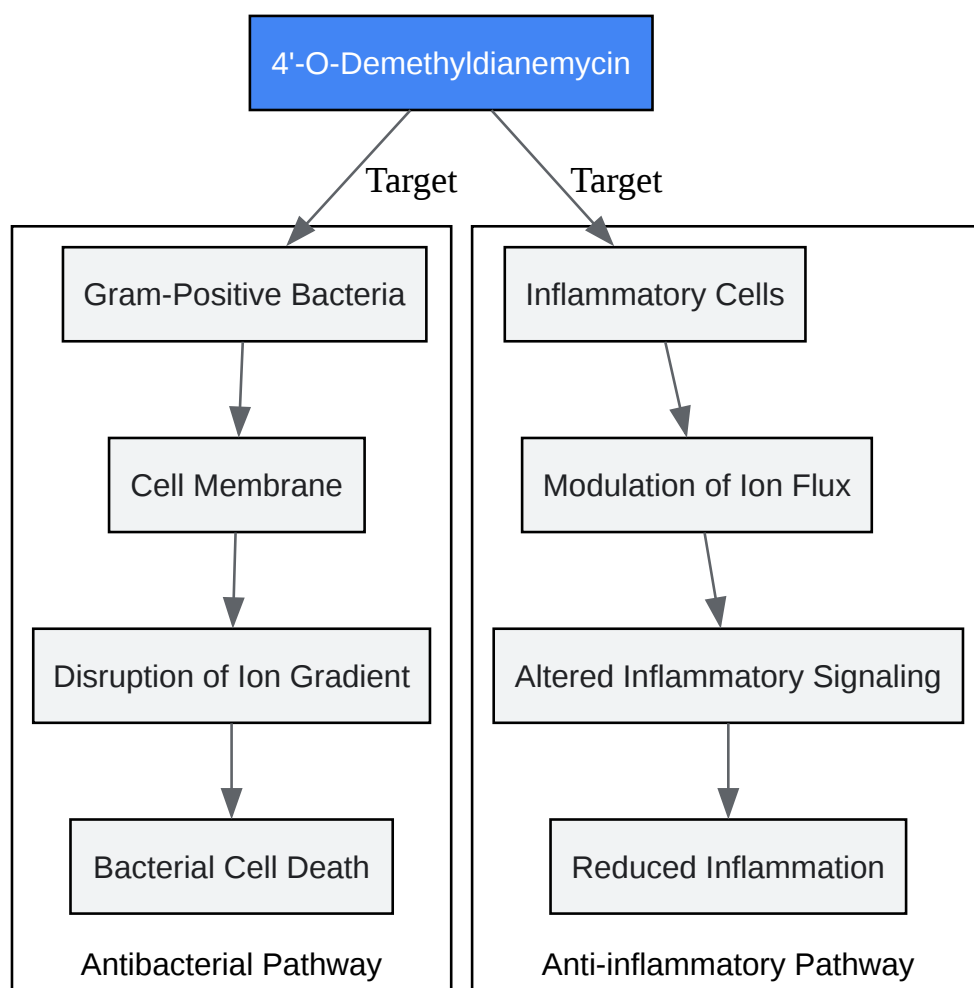 4'-O-Demethyldianemycin
Target
Target
Gram-Positive Bacteria
Inflammatory Cells
Cell Membrane
Modulation of Ion Flux
Disruption of Ion Gradient
Altered Inflammatory Signaling
Bacterial Cell Death
Reduced Inflammation
Antibacterial Pathway
Anti-inflammatory Pathway